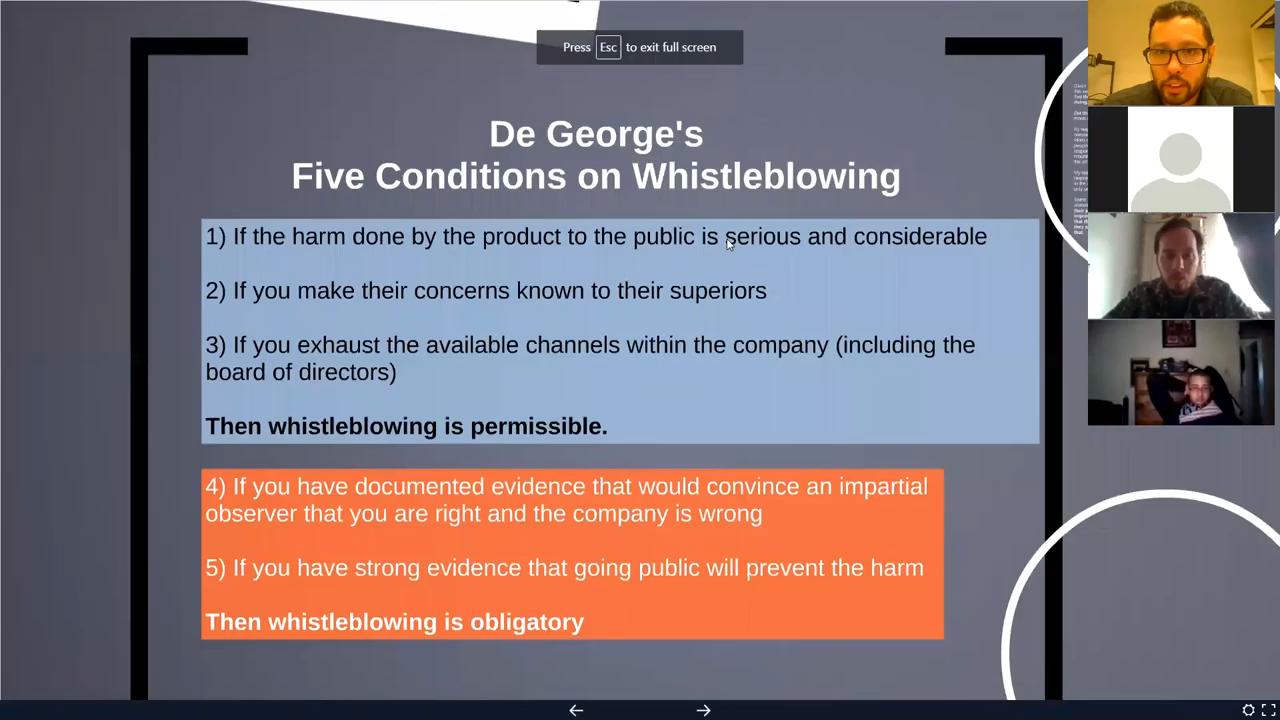 Press Esc to exit full screen
De George's
Five Conditions on Whistleblowing
1) If the harm done by the product to the public is serious and considerable
2) If you make their concerns known to their superiors
3) If you exhaust the available channels within the company (including the
board of directors)
Then whistleblowing is permissible.
4) If you have documented evidence that would convince an impartial
observer that you are right and the company is wrong
5) If you have strong evidence that going public will prevent the harm
Then whistleblowing is obligatory